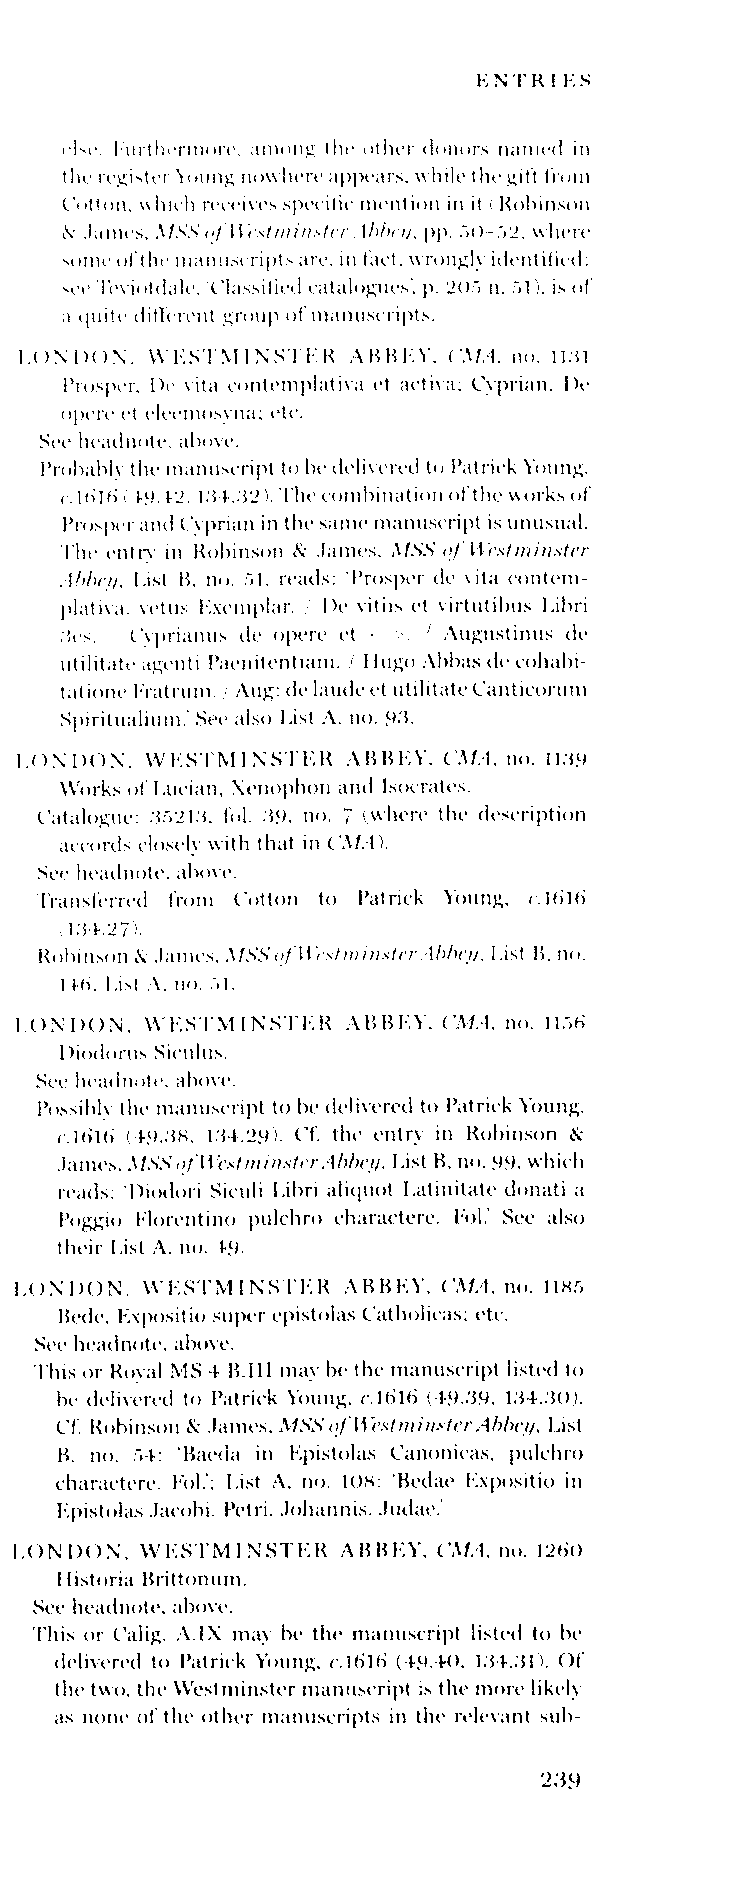 ENTRIES
else. Furthermore, among the other donors named in
the register Young nowhere appears, while the gift from
Cotton, which receives specific mention in it (Robinson
& James, MSS of Westminster Abbey, pp. 50–52, where
some of the manuscripts are, in fact, wrongly identified:
see Teviotdale, 'Classified catalogues', p. 205 n. 51), is of
a quite different group of manuscripts.
LONDON, WESTMINSTER ABBEY, CMA, no. 1131
Prosper, De vita contemplativa et activa; Cyprian, De
opere et eleemosyna; etc.
See headnote, above.
Probably the manuscript to be delivered to Patrick Young,
c.1616 (49.42, 134.32). The combination of the works of
Prosper and Cyprian in the same manuscript is unusual.
The entry in Robinson & James, MSS of Westminster
Abbey, List B, no. 51, reads: 'Prosper de vita contem-
plativa, vetus Exemplar. / De vitiis et virtutibus Libri
3es. Cyprianus de opere et < >. / Augustinus de
utilitate agenti Paenitentiam. / Hugo Abbas de cohabi-
tatione Fratrum. / Aug: de laude et utilitate Canticorum
Spiritualium.' See also List A, no. 93.
LONDON, WESTMINSTER ABBEY, CMA, no. 1139
Works of Lucian, Xenophon and Isocrates.
Catalogue: 35213, fol. 39, no. 7 (where the description
accords closely with that in CMA).
See headnote, above.
Transferred from Cotton to Patrick Young, c.1616
(134.27).
Robinson & James, MSS of Westminster Abbey, List B, no.
146, List A, no. 51.
LONDON, WESTMINSTER ABBEY, CMA, no. 1156
Diodorus Siculus.
See headnote, above.
Possibly the manuscript to be delivered to Patrick Young,
c.1616 (49.38, 134.29). Cf. the entry in Robinson &
James, MSS of Westminster Abbey, List B, no. 99, which
reads: 'Diodori Siculi Libri aliquot Latinitate donati a
Poggio Florentino pulchro charactere. Fol.' See also
their List A, no. 49.
LONDON, WESTMINSTER ABBEY, CMA, no. 1185
Bede, Expositio super epistolas Catholicas; etc.
See headnote, above.
This or Royal MS 4 B.III may be the manuscript listed to
be delivered to Patrick Young, c.1616 (49.39, 134.30).
Cf. Robinson & James, MSS of Westminster Abbey, List
B, no. 54: 'Baeda in Epistolas Canonicas, pulchro
charactere. Fol.'; List A, no. 108: 'Bedae Expositio in
Epistolas Jacobi, Petri, Johannis, Judae.'
LONDON, WESTMINSTER ABBEY, CMA, no. 1260
Historia Brittonum.
See headnote, above.
This or Calig. A.IX may be the manuscript listed to be
delivered to Patrick Young, c.1616 (49.40, 134.31). Of
the two, the Westminster manuscript is the more likely
as none of the other manuscripts in the relevant sub-
239